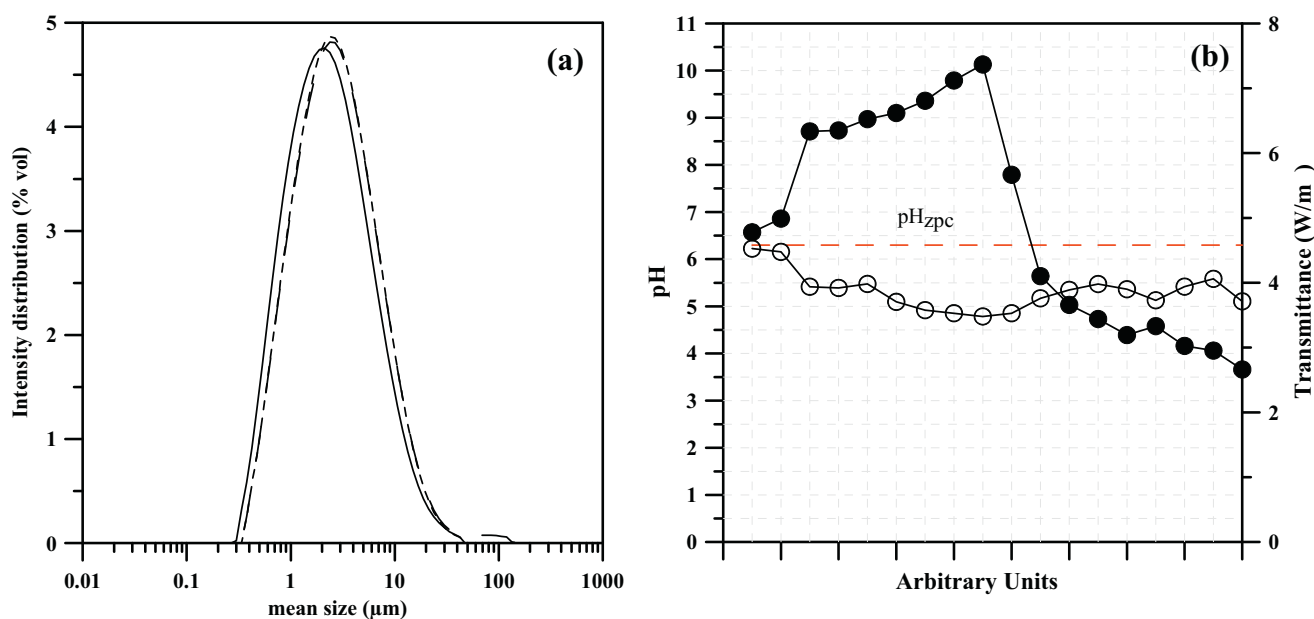 (a)
Intensity distribution (% vol)
5
4
3
2
1
0
0.01 0.1 1 10 100 1000
mean size (µm)
(b)
pH
11
10
9
8
7
6
5
4
3
2
1
0
pHzpc
Arbitrary Units
8
6
4
2
0
Transmittance (W/m )